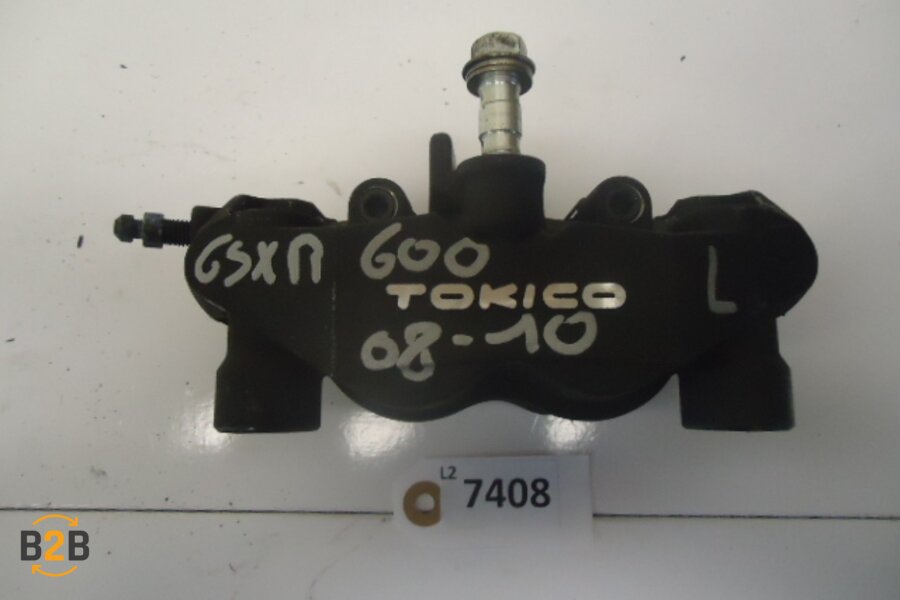 GSXR 600 L
TOKICO
08-10
L2 7408
B2B